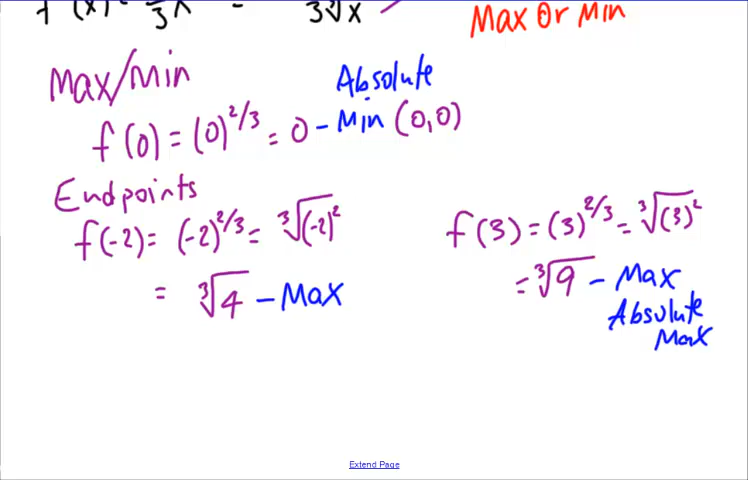 3∛x
Max Or Min
Max/Min
Absolute
f(0) = (0)^2/3 = 0 - Min (0,0)
Endpoints
f(-2) = (-2)^2/3 = ∛(-2)²
= ∛4 - Max
f(3) = (3)^2/3 = ∛(3)²
= ∛9 - Max
Absolute
Max
Extend Page